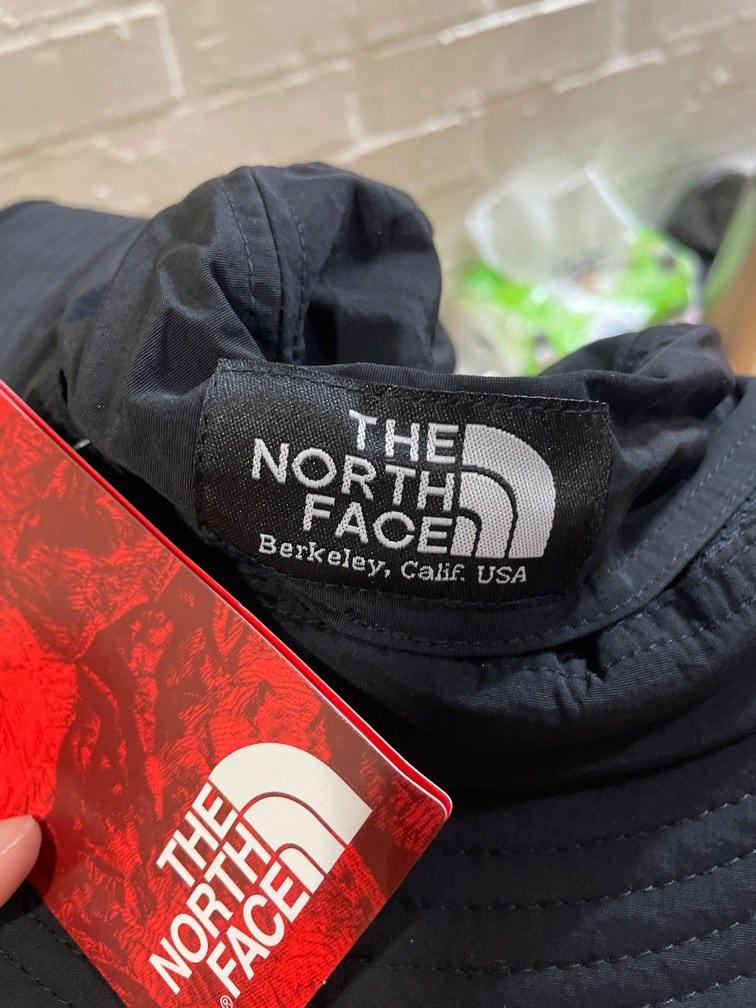 THE
NORTH
FACE
Berkeley, Calif. USA
THE
NORTH
FACE
®